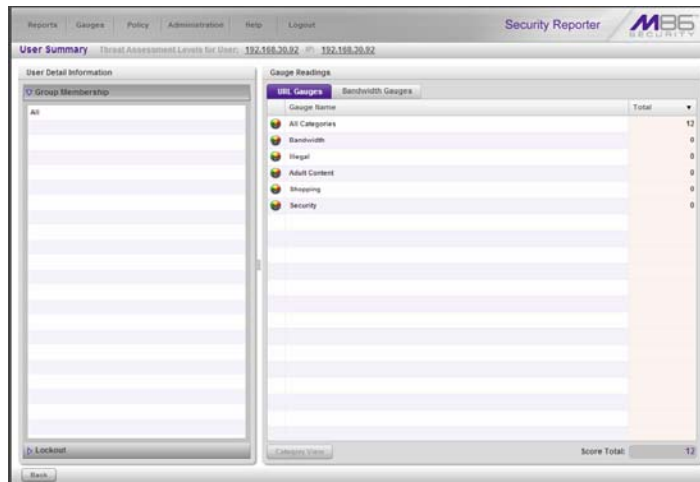 Reports Gauges Policy Administration Help Logout Security Reporter M86 SECURITY
User Summary Threat Assessment Levels for User: 192.168.30.92 IP: 192.168.30.92
User Detail Information
Group Membership
All
Lockout
Back
Gauge Readings
URL Gauges Bandwidth Gauges
Gauge Name Total
All Categories 12
Bandwidth 0
Illegal 0
Adult Content 0
Shopping 0
Security 0
Category View Score Total: 12